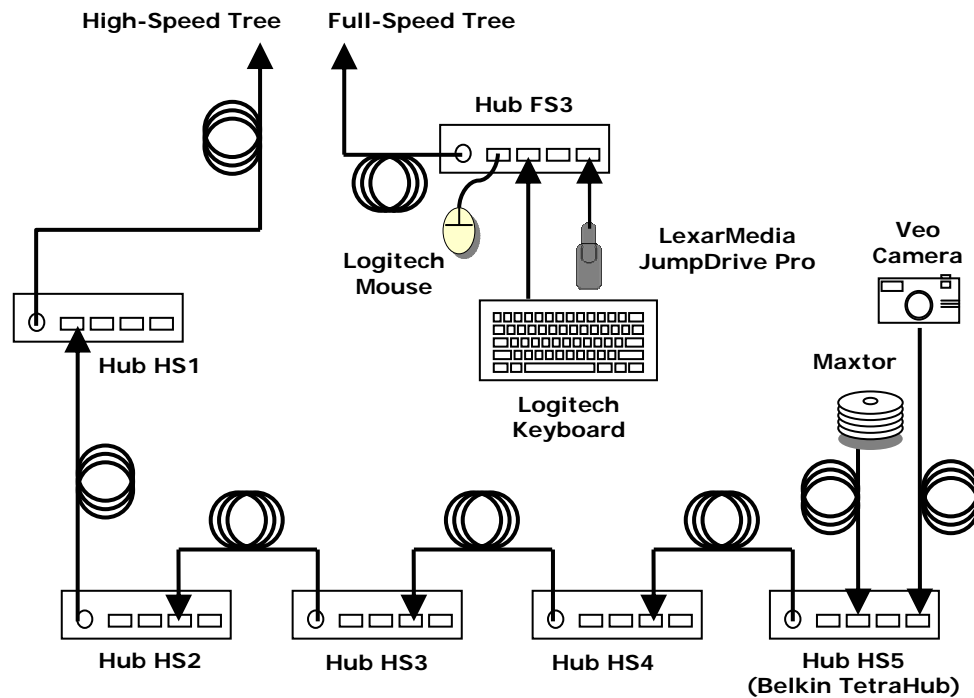 High-Speed Tree
Full-Speed Tree
Hub FS3
Logitech
Mouse
LexarMedia
JumpDrive Pro
Veo
Camera
Hub HS1
Logitech
Keyboard
Maxtor
Hub HS2
Hub HS3
Hub HS4
Hub HS5
(Belkin TetraHub)